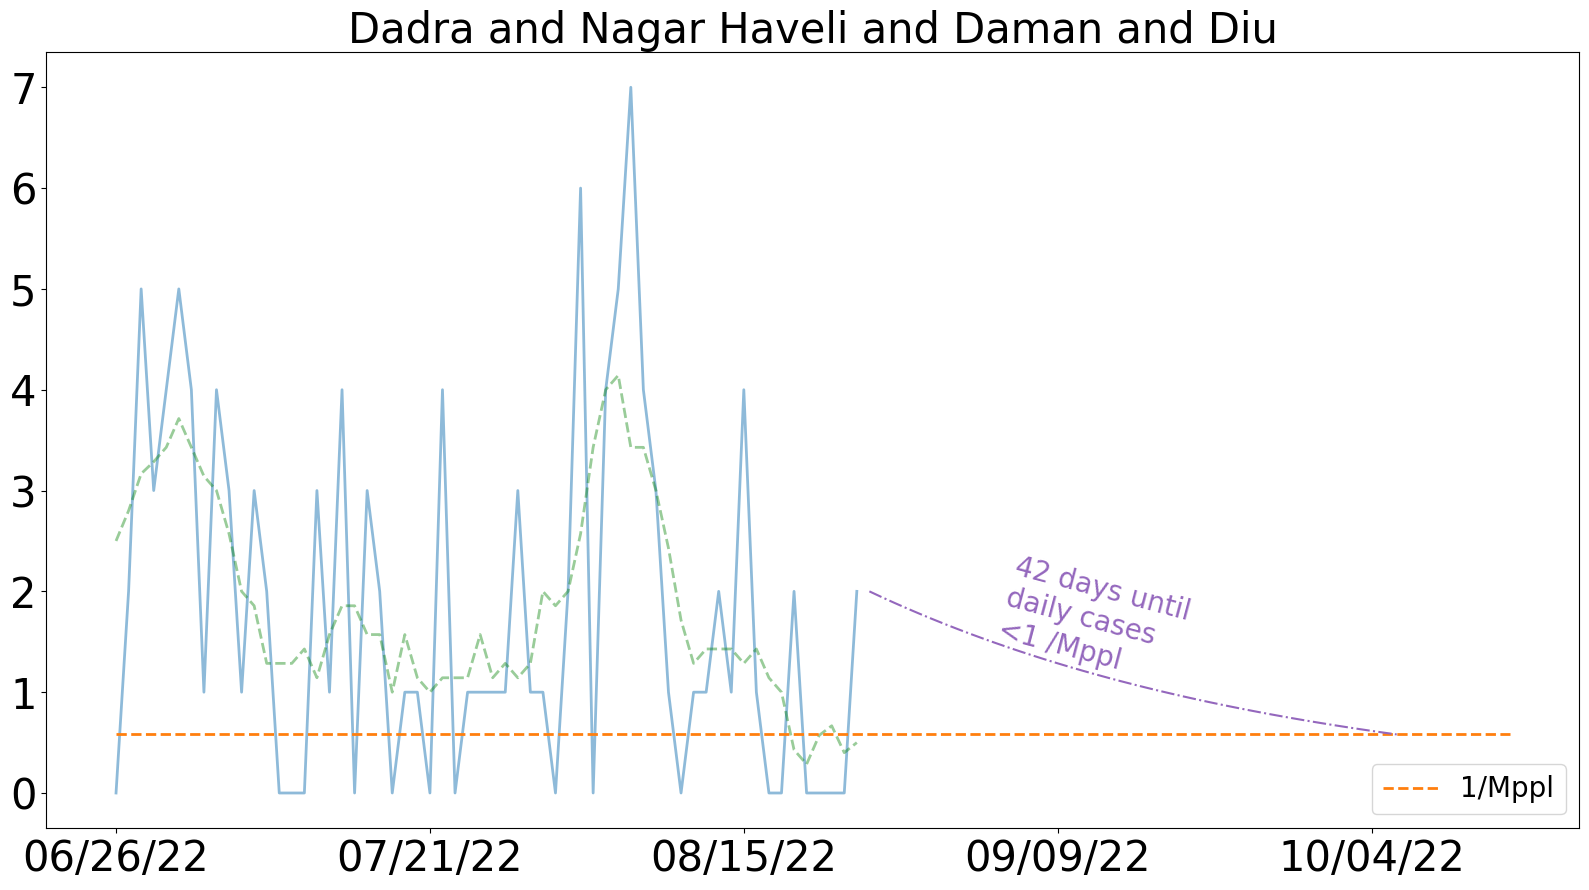 Dadra and Nagar Haveli and Daman and Diu
7
6
5
4
3
2
1
0
42 days until
daily cases
<1 /Mppl
1/Mppl
06/26/22
07/21/22
08/15/22
09/09/22
10/04/22